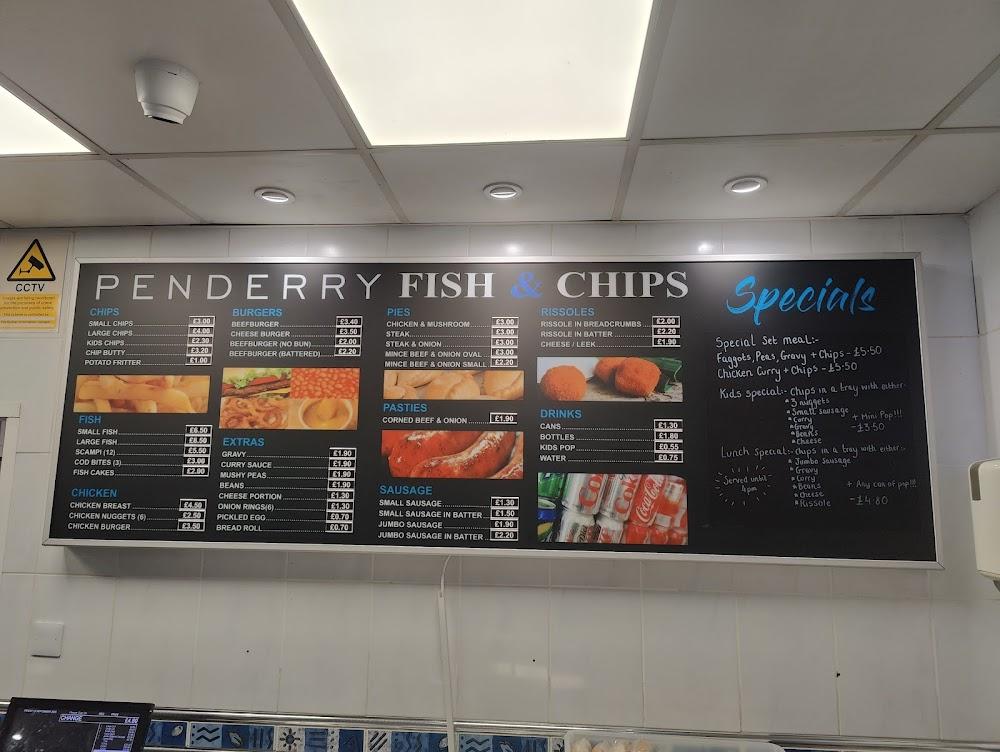 PENDERRY FISH & CHIPS
CHIPS
SMALL CHIPS £3.00
LARGE CHIPS £4.00
KIDS CHIPS £2.30
CHIP BUTTY £3.20
POTATO FRITTER £1.00
FISH
SMALL FISH £6.50
LARGE FISH £8.50
SCAMPI (12) £5.50
COD BITES (3) £3.00
FISH CAKES £2.90
CHICKEN
CHICKEN BREAST £4.50
CHICKEN NUGGETS (6) £2.50
CHICKEN BURGER £3.50
BURGERS
BEEFBURGER £3.40
CHEESE BURGER £3.50
BEEFBURGER (NO BUN) £2.00
BEEFBURGER (BATTERED) £2.20
EXTRAS
GRAVY £1.90
CURRY SAUCE £1.90
MUSHY PEAS £1.90
BEANS £1.90
CHEESE PORTION £1.30
ONION RINGS(6) £1.30
PICKLED EGG £0.70
BREAD ROLL £0.70
PIES
CHICKEN & MUSHROOM £3.00
STEAK £3.00
STEAK & ONION £3.00
MINCE BEEF & ONION OVAL £3.00
MINCE BEEF & ONION SMALL £2.20
PASTIES
CORNED BEEF & ONION £1.90
SAUSAGE
SMALL SAUSAGE £1.30
SMALL SAUSAGE IN BATTER £1.50
JUMBO SAUSAGE £1.90
JUMBO SAUSAGE IN BATTER £2.20
RISSOLES
RISSOLE IN BREADCRUMBS £2.00
RISSOLE IN BATTER £2.20
CHEESE / LEEK £1.90
DRINKS
CANS £1.30
BOTTLES £1.80
KIDS POP £0.55
WATER £0.75
Coca-Cola
Specials
Special Set meal:-
Faggots, Peas, Gravy + Chips - £5.50
Chicken Curry + Chips - £5.50
Kids special:- Chips in a tray with either:-
* 3 nuggets
* Small sausage
* Curry
* Gravy
* Beans
* Cheese
+ Mini Pop!!!
- £3.50
Lunch Special:- Chips in a tray with either:-
* Jumbo Sausage
* Gravy
* Curry
* Beans
* Cheese
* Rissole
Served until 4pm
+ Any can of pop!!!
- £4.80
CCTV
CHANGE £4.80